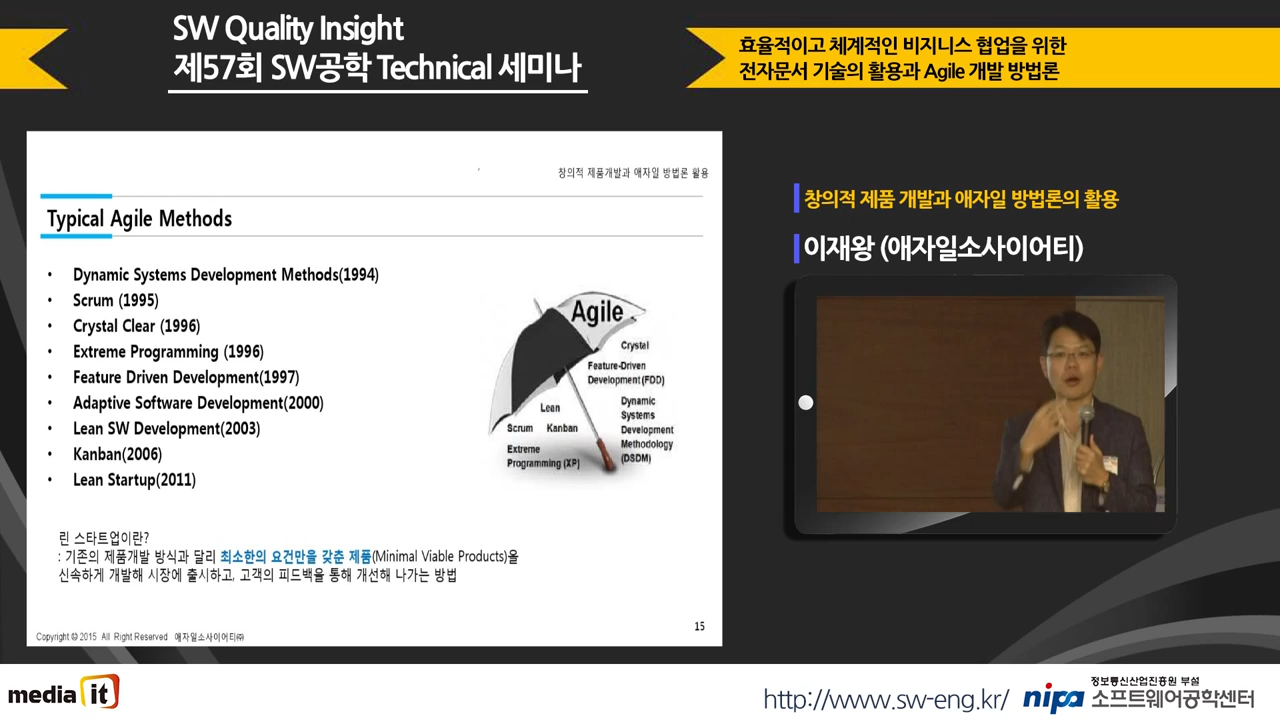 SW Quality Insight
제57회 SW공학 Technical 세미나
효율적이고 체계적인 비지니스 협업을 위한
전자문서 기술의 활용과 Agile 개발 방법론
창의적 제품개발과 애자일 방법론 활용
Typical Agile Methods
• Dynamic Systems Development Methods(1994)
• Scrum (1995)
• Crystal Clear (1996)
• Extreme Programming (1996)
• Feature Driven Development(1997)
• Adaptive Software Development(2000)
• Lean SW Development(2003)
• Kanban(2006)
• Lean Startup(2011)
Agile
Crystal
Feature-Driven
Development (FDD)
Dynamic
Systems
Development
Methodology
(DSDM)
Lean
Scrum Kanban
Extreme
Programming (XP)
린 스타트업이란?
: 기존의 제품개발 방식과 달리 최소한의 요건만을 갖춘 제품(Minimal Viable Products)을
신속하게 개발해 시장에 출시하고, 고객의 피드백을 통해 개선해 나가는 방법
15
Copyright © 2015 All Right Reserved 애자일소사이어티㈜
창의적 제품 개발과 애자일 방법론의 활용
이재왕 (애자일소사이어티)
media it
http://www.sw-eng.kr/
nipa
정보통신산업진흥원 부설
소프트웨어공학센터